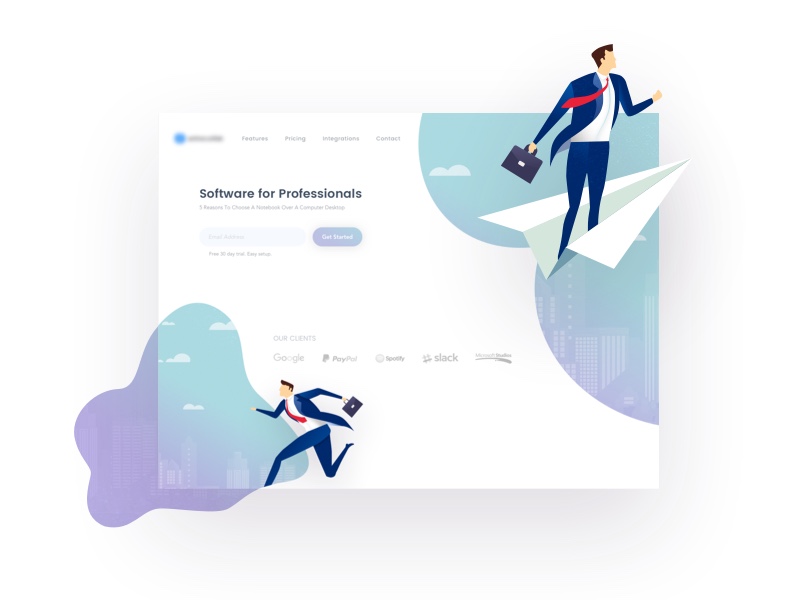 Features Pricing Integrations Contact
Software for Professionals
5 Reasons To Choose A Notebook Over A Computer Desktop
Email Address
Get Started
Free 30 day trial. Easy setup.
OUR CLIENTS
Google PayPal Spotify slack Microsoft Studios